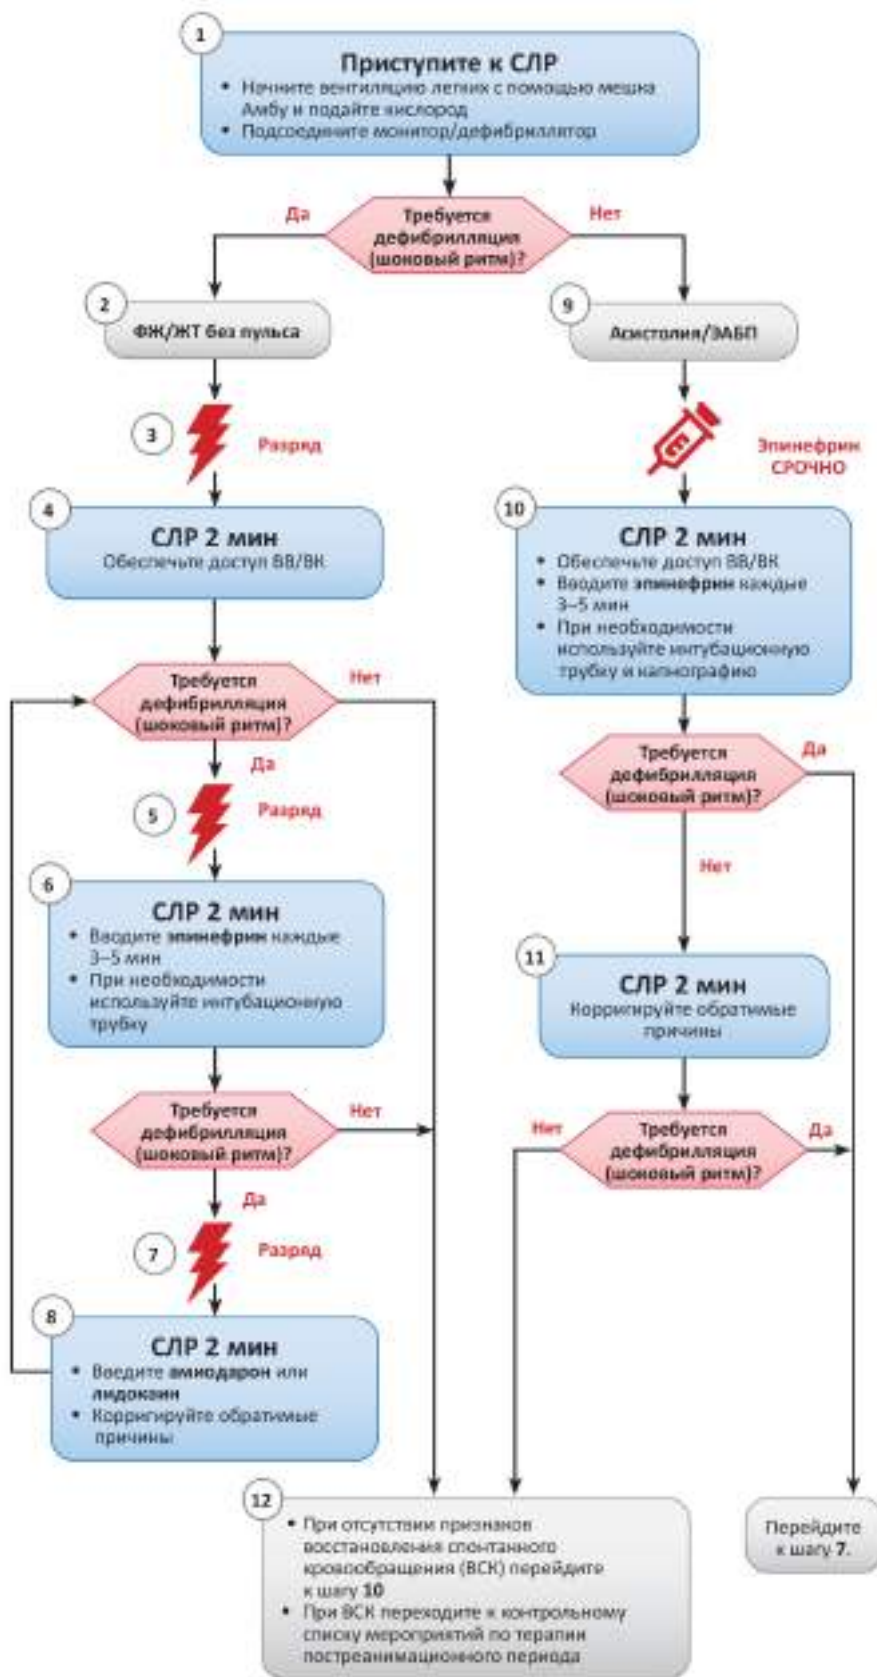 1
Приступите к СЛР
• Начните вентиляцию легких с помощью мешка
Амбу и подайте кислород
• Подсоедините монитор/дефибриллятор
Да
Требуется
дефибрилляция
(шоковый ритм)?
Нет
2
ФЖ/ЖТ без пульса
9
Асистолия/ЭАБП
3
Разряд
Эпинефрин
СРОЧНО
4
СЛР 2 мин
Обеспечьте доступ ВВ/ВК
10
СЛР 2 мин
• Обеспечьте доступ ВВ/ВК
• Вводите эпинефрин каждые
3–5 мин
• При необходимости
используйте интубационную
трубку и капнографию
Требуется
дефибрилляция
(шоковый ритм)?
Нет
Да
Требуется
дефибрилляция
(шоковый ритм)?
Да
Нет
5
Разряд
6
СЛР 2 мин
• Вводите эпинефрин каждые
3–5 мин
• При необходимости
используйте интубационную
трубку
11
СЛР 2 мин
Корригируйте обратимые
причины
Требуется
дефибрилляция
(шоковый ритм)?
Нет
Да
Нет
Требуется
дефибрилляция
(шоковый ритм)?
Да
7
Разряд
8
СЛР 2 мин
• Введите амиодарон или
лидокаин
• Корригируйте обратимые
причины
12
• При отсутствии признаков
восстановления спонтанного
кровообращения (ВСК) перейдите
к шагу 10
• При ВСК переходите к контрольному
списку мероприятий по терапии
постреанимационного периода
Перейдите
к шагу 7.